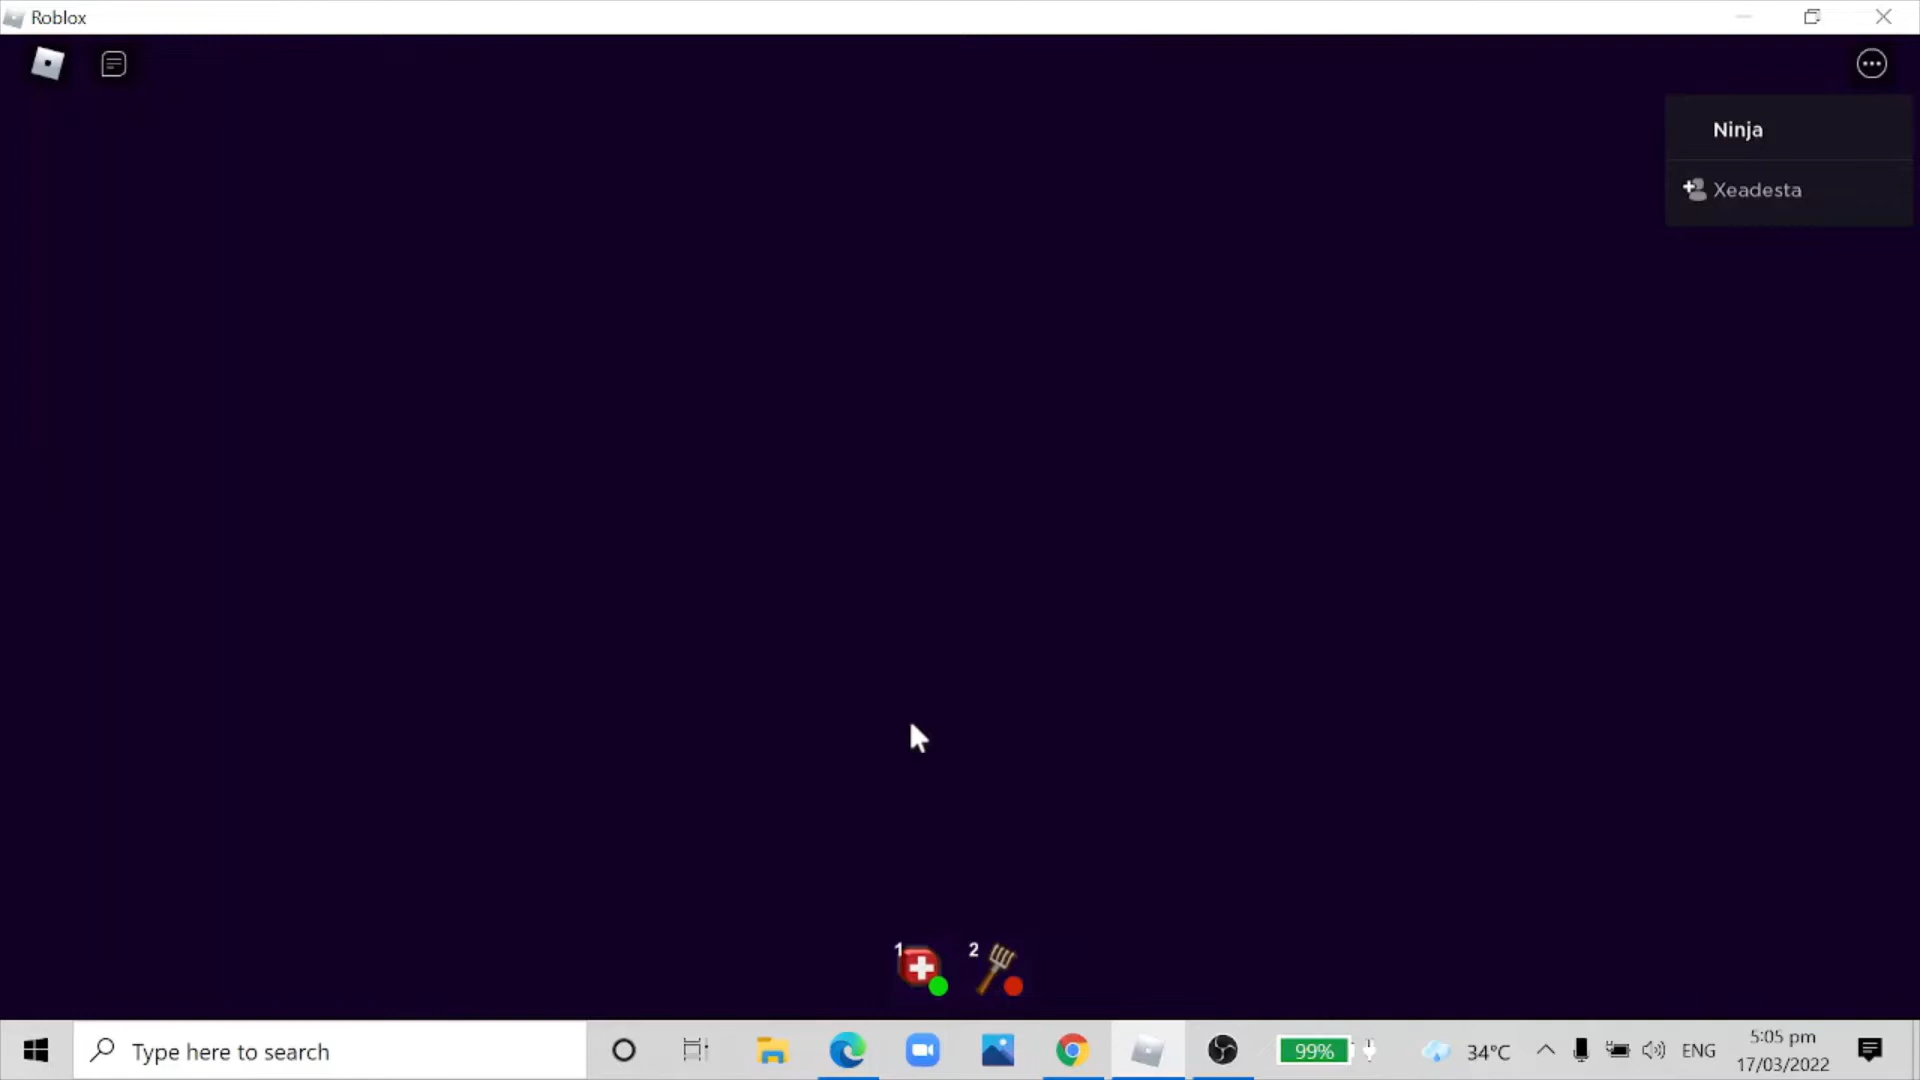 Roblox
Ninja
Xeadesta
1
2
Type here to search
99%
34°C
ENG
5:05 pm
17/03/2022